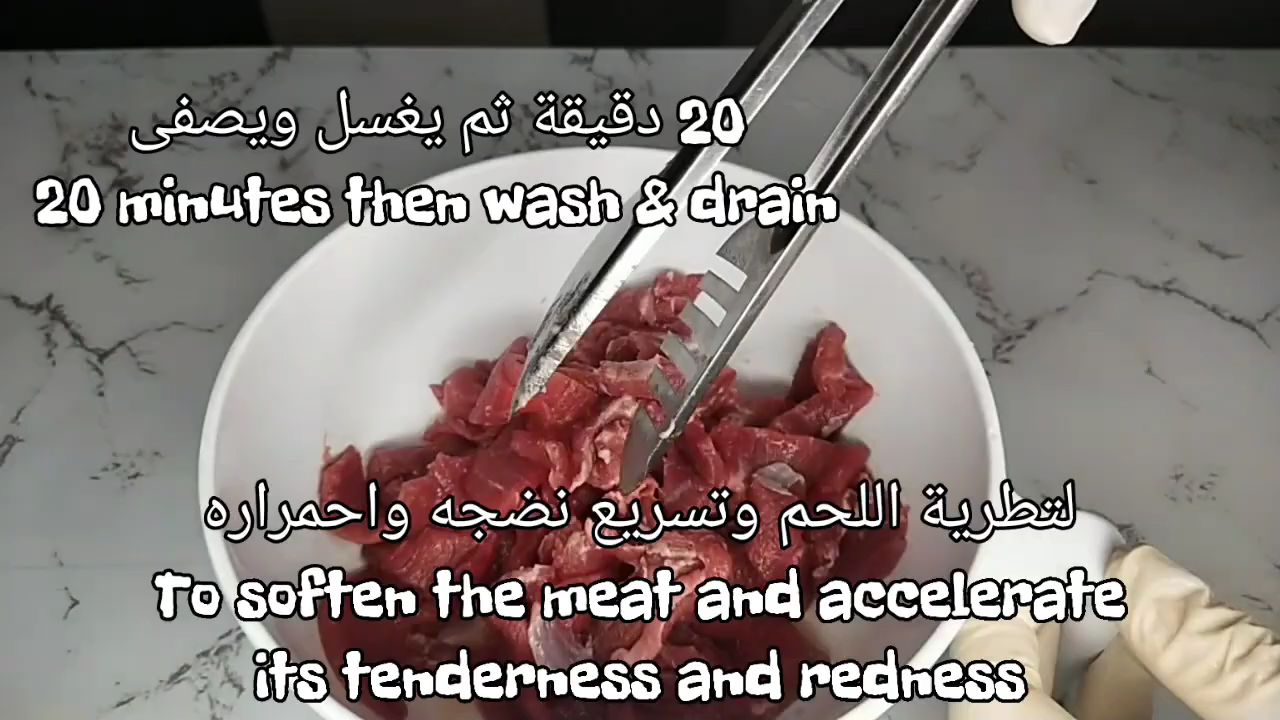 20 دقيقة ثم يغسل ويصفى
20 minutes then wash & drain
لتطرية اللحم وتسريع نضجه واحمراره
To soften the meat and accelerate
its tenderness and redness